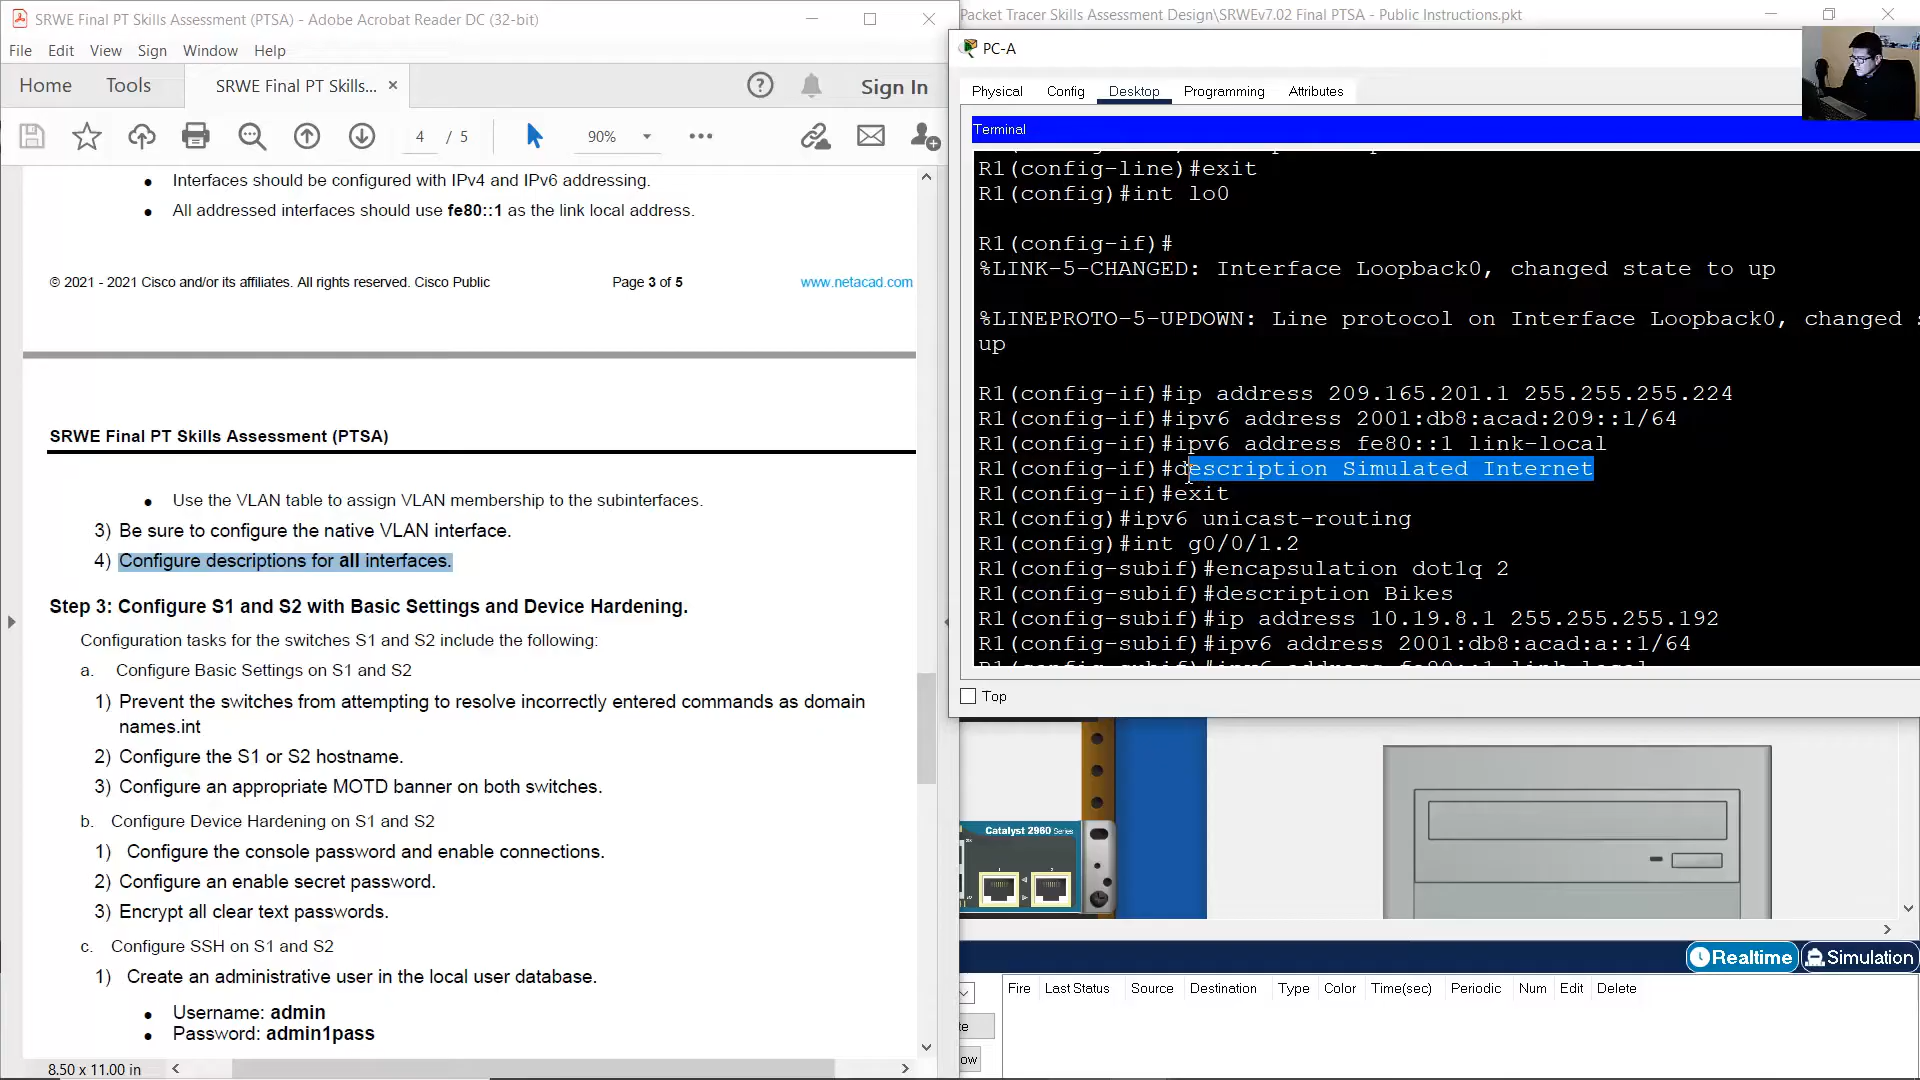 SRWE Final PT Skills Assessment (PTSA) - Adobe Acrobat Reader DC (32-bit)
File Edit View Sign Window Help
Home Tools SRWE Final PT Skills... × Sign In
4 / 5 90%
Interfaces should be configured with IPv4 and IPv6 addressing.
All addressed interfaces should use fe80::1 as the link local address.
© 2021 - 2021 Cisco and/or its affiliates. All rights reserved. Cisco Public Page 3 of 5 www.netacad.com
SRWE Final PT Skills Assessment (PTSA)
Use the VLAN table to assign VLAN membership to the subinterfaces.
3) Be sure to configure the native VLAN interface.
4) Configure descriptions for all interfaces.
Step 3: Configure S1 and S2 with Basic Settings and Device Hardening.
Configuration tasks for the switches S1 and S2 include the following:
a. Configure Basic Settings on S1 and S2
1) Prevent the switches from attempting to resolve incorrectly entered commands as domain
names.int
2) Configure the S1 or S2 hostname.
3) Configure an appropriate MOTD banner on both switches.
b. Configure Device Hardening on S1 and S2
1) Configure the console password and enable connections.
2) Configure an enable secret password.
3) Encrypt all clear text passwords.
c. Configure SSH on S1 and S2
1) Create an administrative user in the local user database.
Username: admin
Password: admin1pass
8.50 x 11.00 in
Packet Tracer Skills Assessment Design\SRWEv7.02 Final PTSA - Public Instructions.pkt
PC-A
Physical Config Desktop Programming Attributes
Terminal
R1(config-line)#exit
R1(config)#int lo0
R1(config-if)#
%LINK-5-CHANGED: Interface Loopback0, changed state to up
%LINEPROTO-5-UPDOWN: Line protocol on Interface Loopback0, changed
up
R1(config-if)#ip address 209.165.201.1 255.255.255.224
R1(config-if)#ipv6 address 2001:db8:acad:209::1/64
R1(config-if)#ipv6 address fe80::1 link-local
R1(config-if)#description Simulated Internet
R1(config-if)#exit
R1(config)#ipv6 unicast-routing
R1(config)#int g0/0/1.2
R1(config-subif)#encapsulation dot1q 2
R1(config-subif)#description Bikes
R1(config-subif)#ip address 10.19.8.1 255.255.255.192
R1(config-subif)#ipv6 address 2001:db8:acad:a::1/64
R1(config-subif)#ipv6 address fe80::1 link-local
Top
Catalyst 2960 Series
Realtime Simulation
Fire Last Status Source Destination Type Color Time(sec) Periodic Num Edit Delete